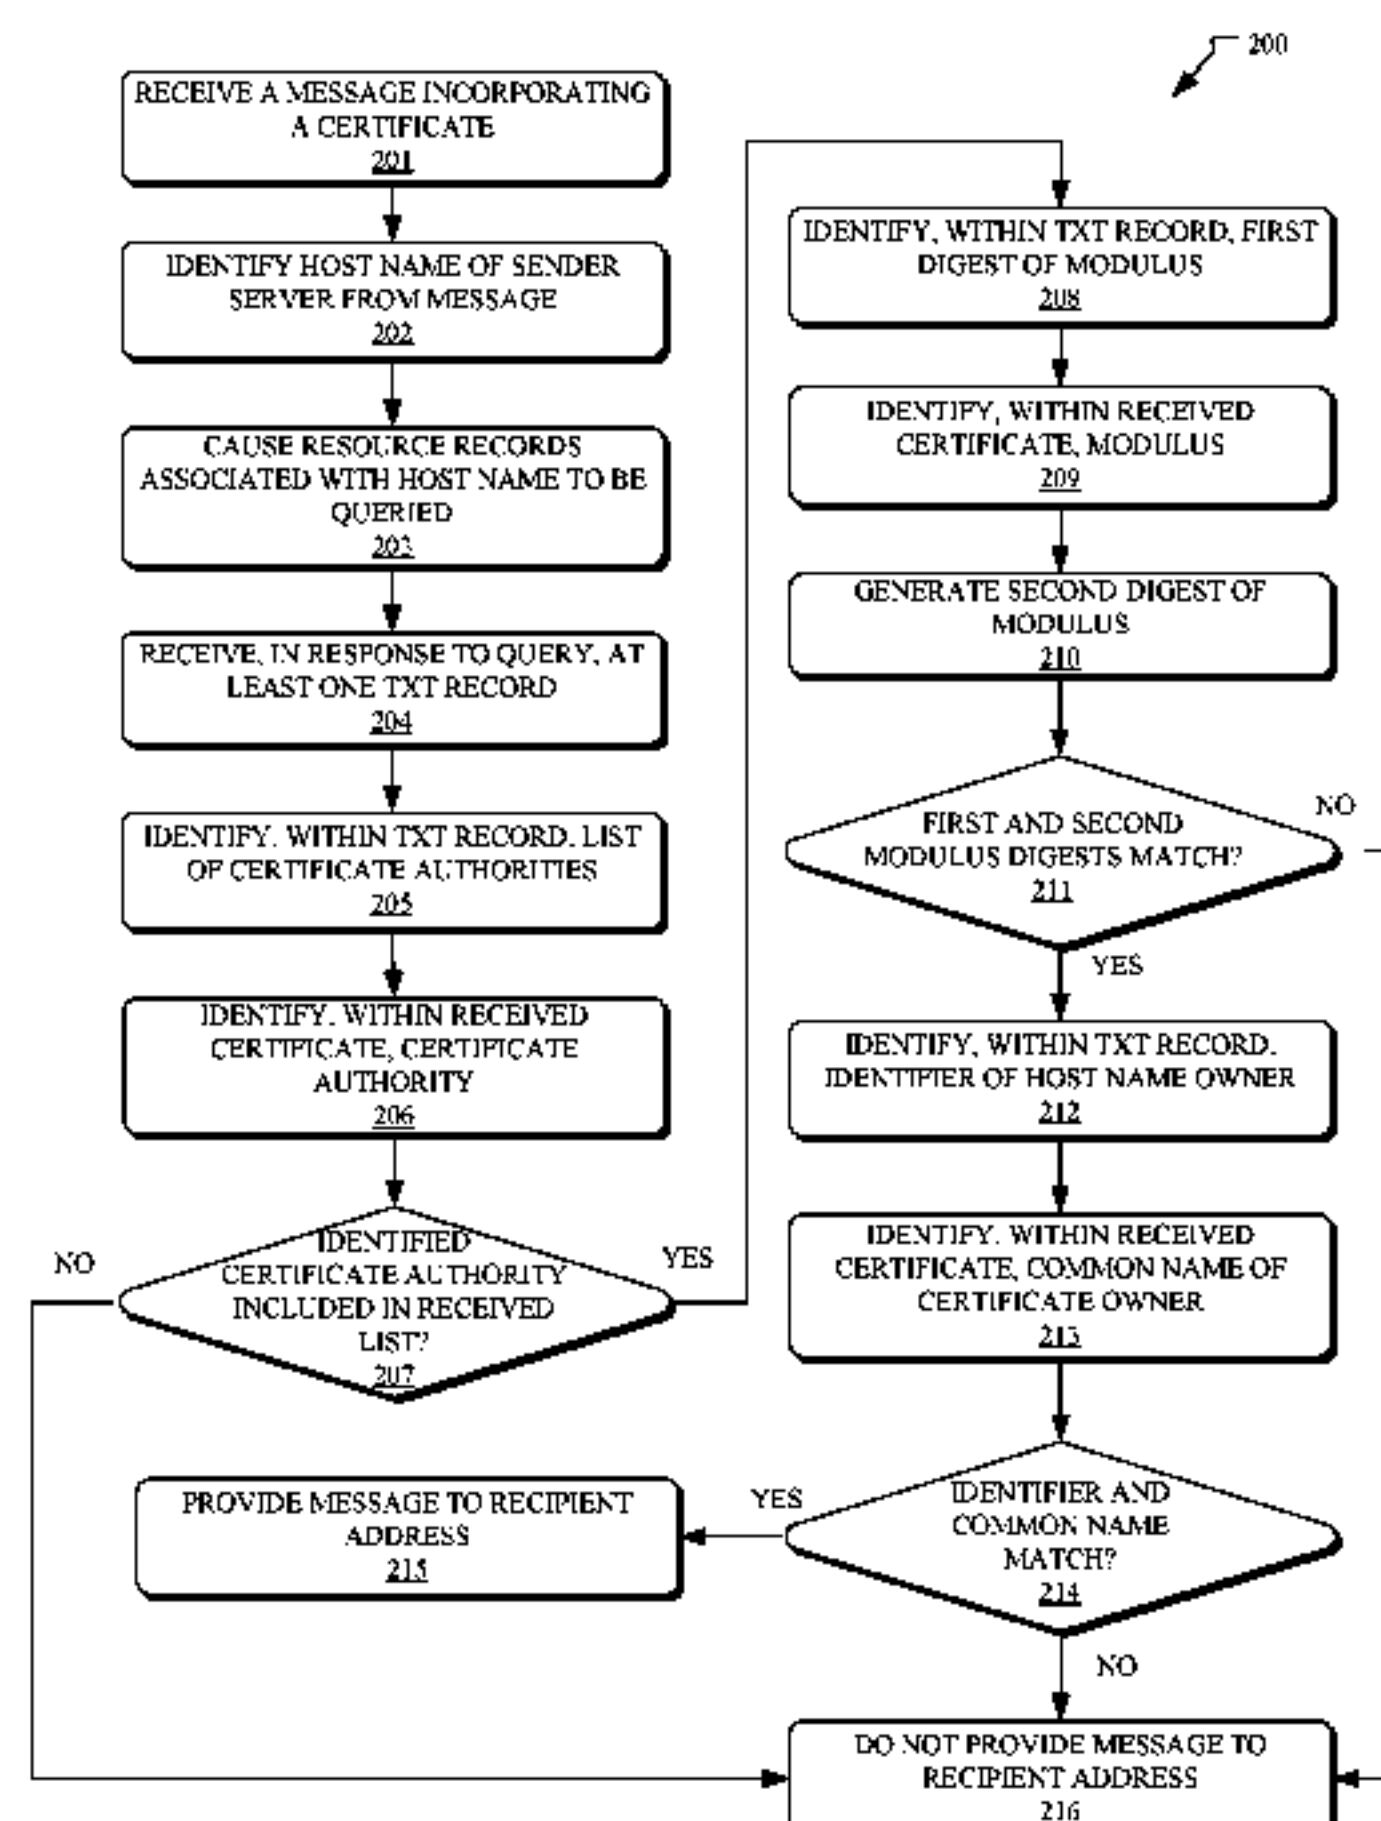 200
RECEIVE A MESSAGE INCORPORATING
A CERTIFICATE
201
IDENTIFY HOST NAME OF SENDER
SERVER FROM MESSAGE
202
CAUSE RESOURCE RECORDS
ASSOCIATED WITH HOST NAME TO BE
QUERIED
203
RECEIVE, IN RESPONSE TO QUERY, AT
LEAST ONE TXT RECORD
204
IDENTIFY, WITHIN TXT RECORD, LIST
OF CERTIFICATE AUTHORITIES
205
IDENTIFY, WITHIN RECEIVED
CERTIFICATE, CERTIFICATE
AUTHORITY
206
NO
IDENTIFIED
CERTIFICATE AUTHORITY
INCLUDED IN RECEIVED
LIST?
207
YES
IDENTIFY, WITHIN TXT RECORD, FIRST
DIGEST OF MODULUS
208
IDENTIFY, WITHIN RECEIVED
CERTIFICATE, MODULUS
209
GENERATE SECOND DIGEST OF
MODULUS
210
FIRST AND SECOND
MODULUS DIGESTS MATCH?
211
NO
YES
IDENTIFY, WITHIN TXT RECORD,
IDENTIFIER OF HOST NAME OWNER
212
IDENTIFY, WITHIN RECEIVED
CERTIFICATE, COMMON NAME OF
CERTIFICATE OWNER
213
IDENTIFIER AND
COMMON NAME
MATCH?
214
YES
PROVIDE MESSAGE TO RECIPIENT
ADDRESS
215
NO
DO NOT PROVIDE MESSAGE TO
RECIPIENT ADDRESS
216